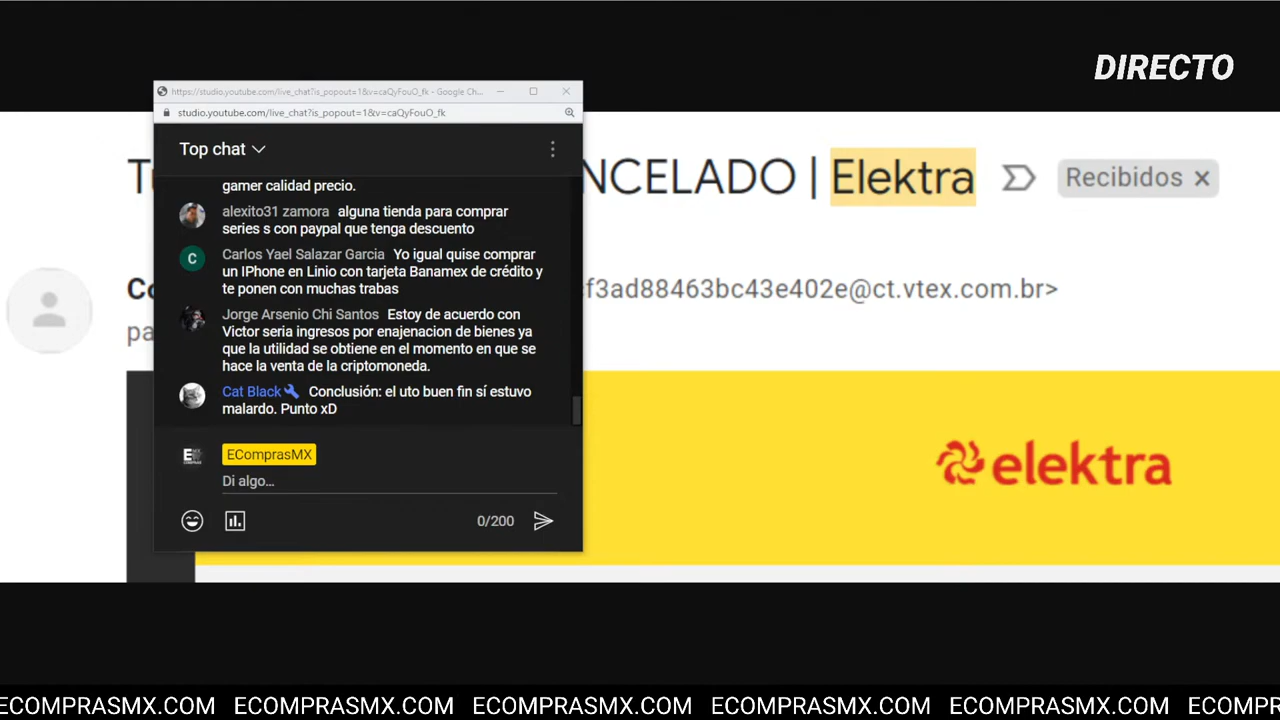 DIRECTO
https://studio.youtube.com/live_chat?is_popout=1&v=caQyFouO_fk - Google Ch...
studio.youtube.com/live_chat?is_popout=1&v=caQyFouO_fk
Top chat
NCELADO | Elektra
Recibidos ×
gamer calidad precio.
alexito31 zamora alguna tienda para comprar
series s con paypal que tenga descuento
C
Carlos Yael Salazar Garcia Yo igual quise comprar
un IPhone en Linio con tarjeta Banamex de crédito y
te ponen con muchas trabas
f3ad88463bc43e402e@ct.vtex.com.br>
Jorge Arsenio Chi Santos Estoy de acuerdo con
Victor seria ingresos por enajenacion de bienes ya
que la utilidad se obtiene en el momento en que se
hace la venta de la criptomoneda.
Cat Black Conclusión: el uto buen fin sí estuvo
malardo. Punto xD
EComprasMX
Di algo...
0/200
elektra
ECOMPRASMX.COM ECOMPRASMX.COM ECOMPRASMX.COM ECOMPRASMX.COM ECOMPRASMX.COM ECOMPR